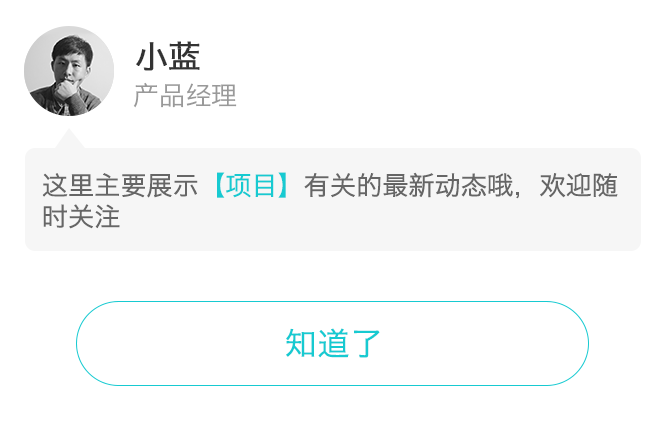 小蓝
产品经理
这里主要展示【项目】有关的最新动态哦，欢迎随
时关注
知道了